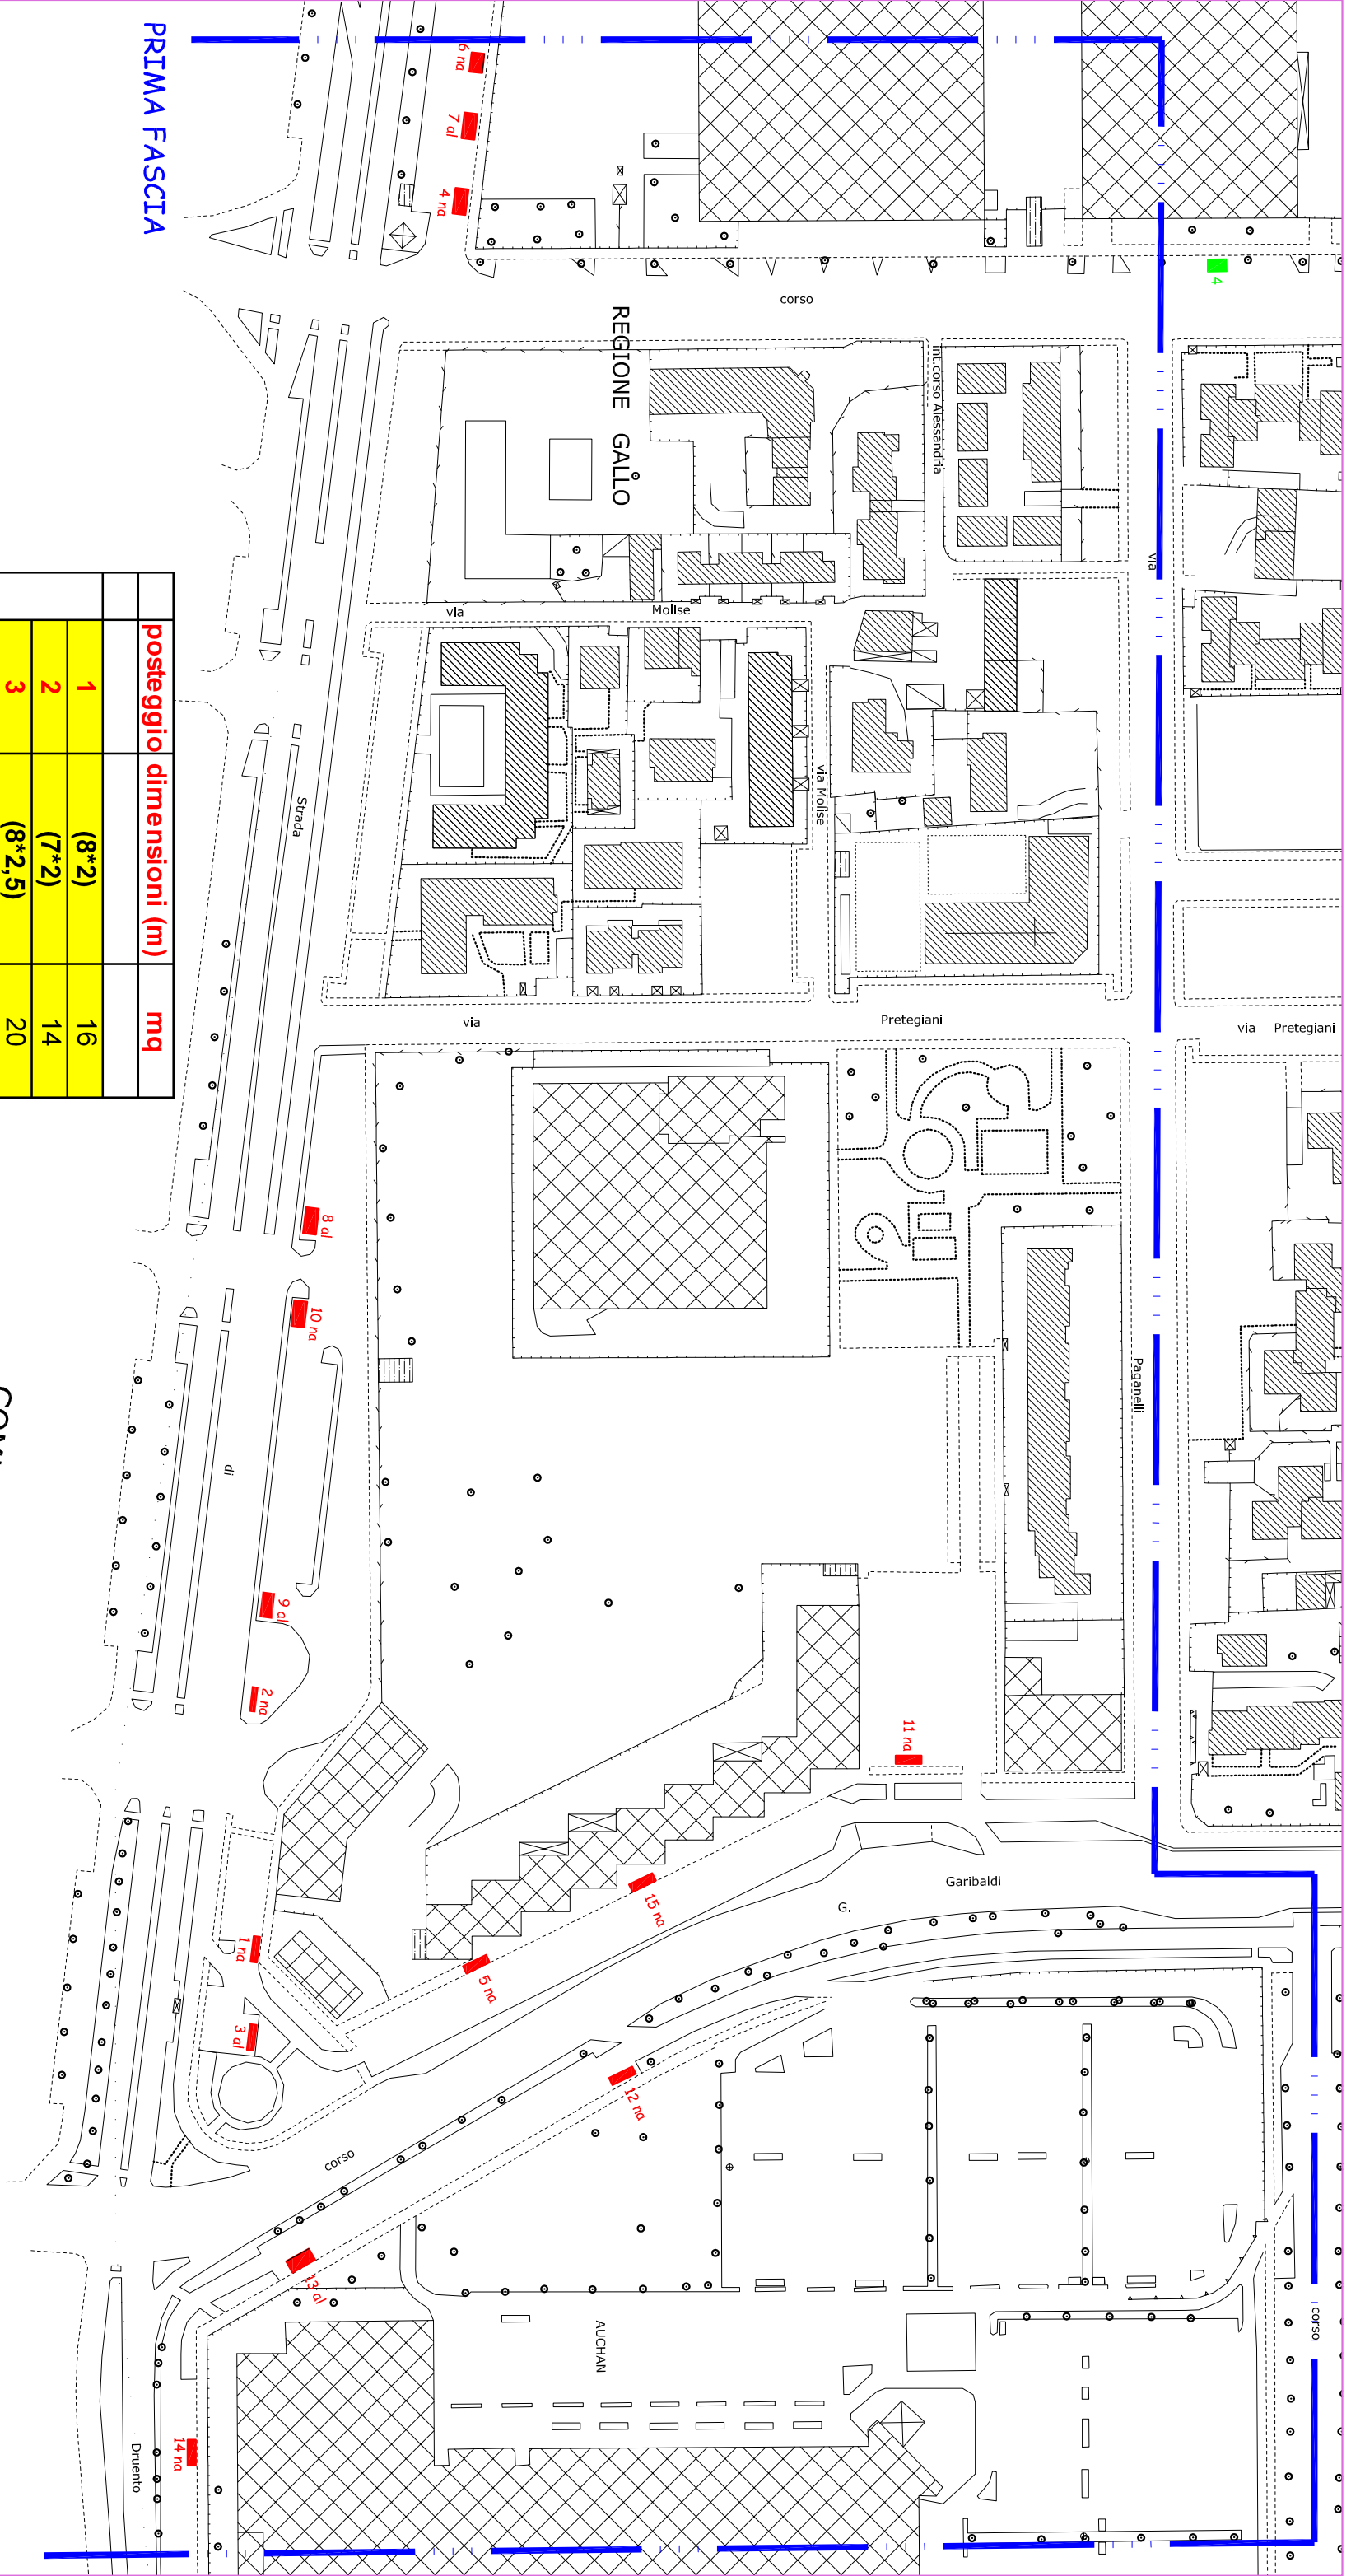 PRIMA FASCIA
6 na
7 al
4 na
4
corso
REGIONE GALLO
int.corso Alessandria
via
via
Molise
via Molise
Strada
posteggio
dimensioni (m)
mq
1
(8*2)
16
2
(7*2)
14
3
(8*2,5)
20
via
Pretegiani
via Pretegiani
8 al
10 na
Paganelli
di
9 al
2 na
11 na
Garibaldi
G.
15 na
5 na
1 na
3 al
12 na
corso
13 al
AUCHAN
corso
14 na
Druento